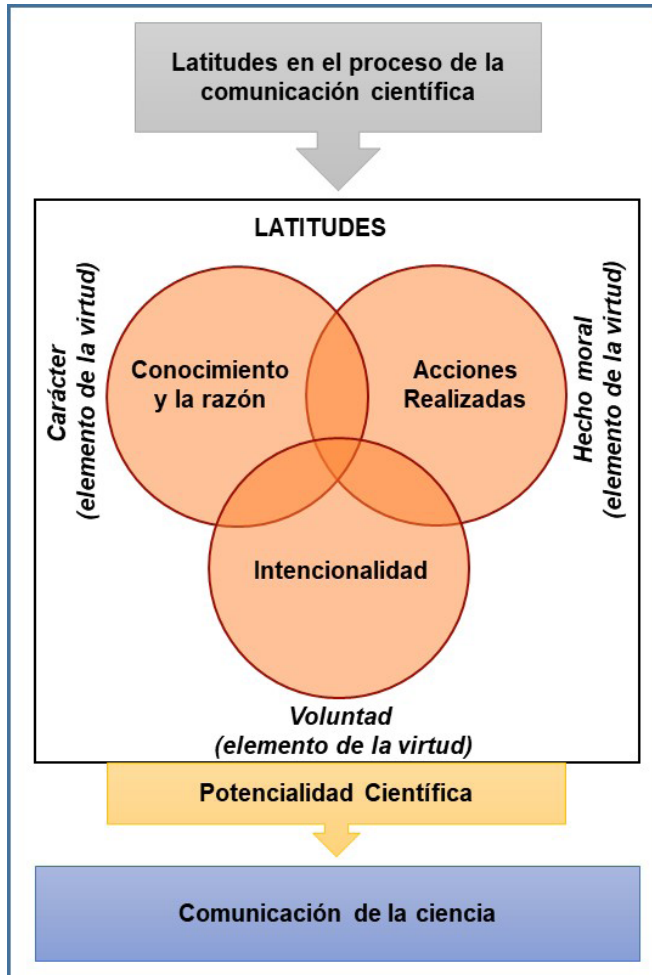 Latitudes en el proceso de la
comunicación científica
LATITUDES
Carácter
(elemento de la virtud)
Conocimiento
y la razón
Acciones
Realizadas
Hecho moral
(elemento de la virtud)
Intencionalidad
Voluntad
(elemento de la virtud)
Potencialidad Científica
Comunicación de la ciencia